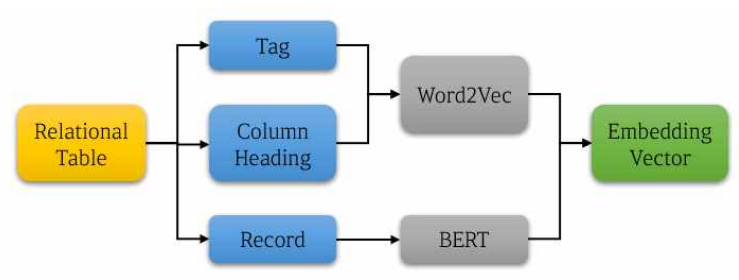 Relational
Table
Tag
Column
Heading
Record
Word2Vec
BERT
Embedding
Vector